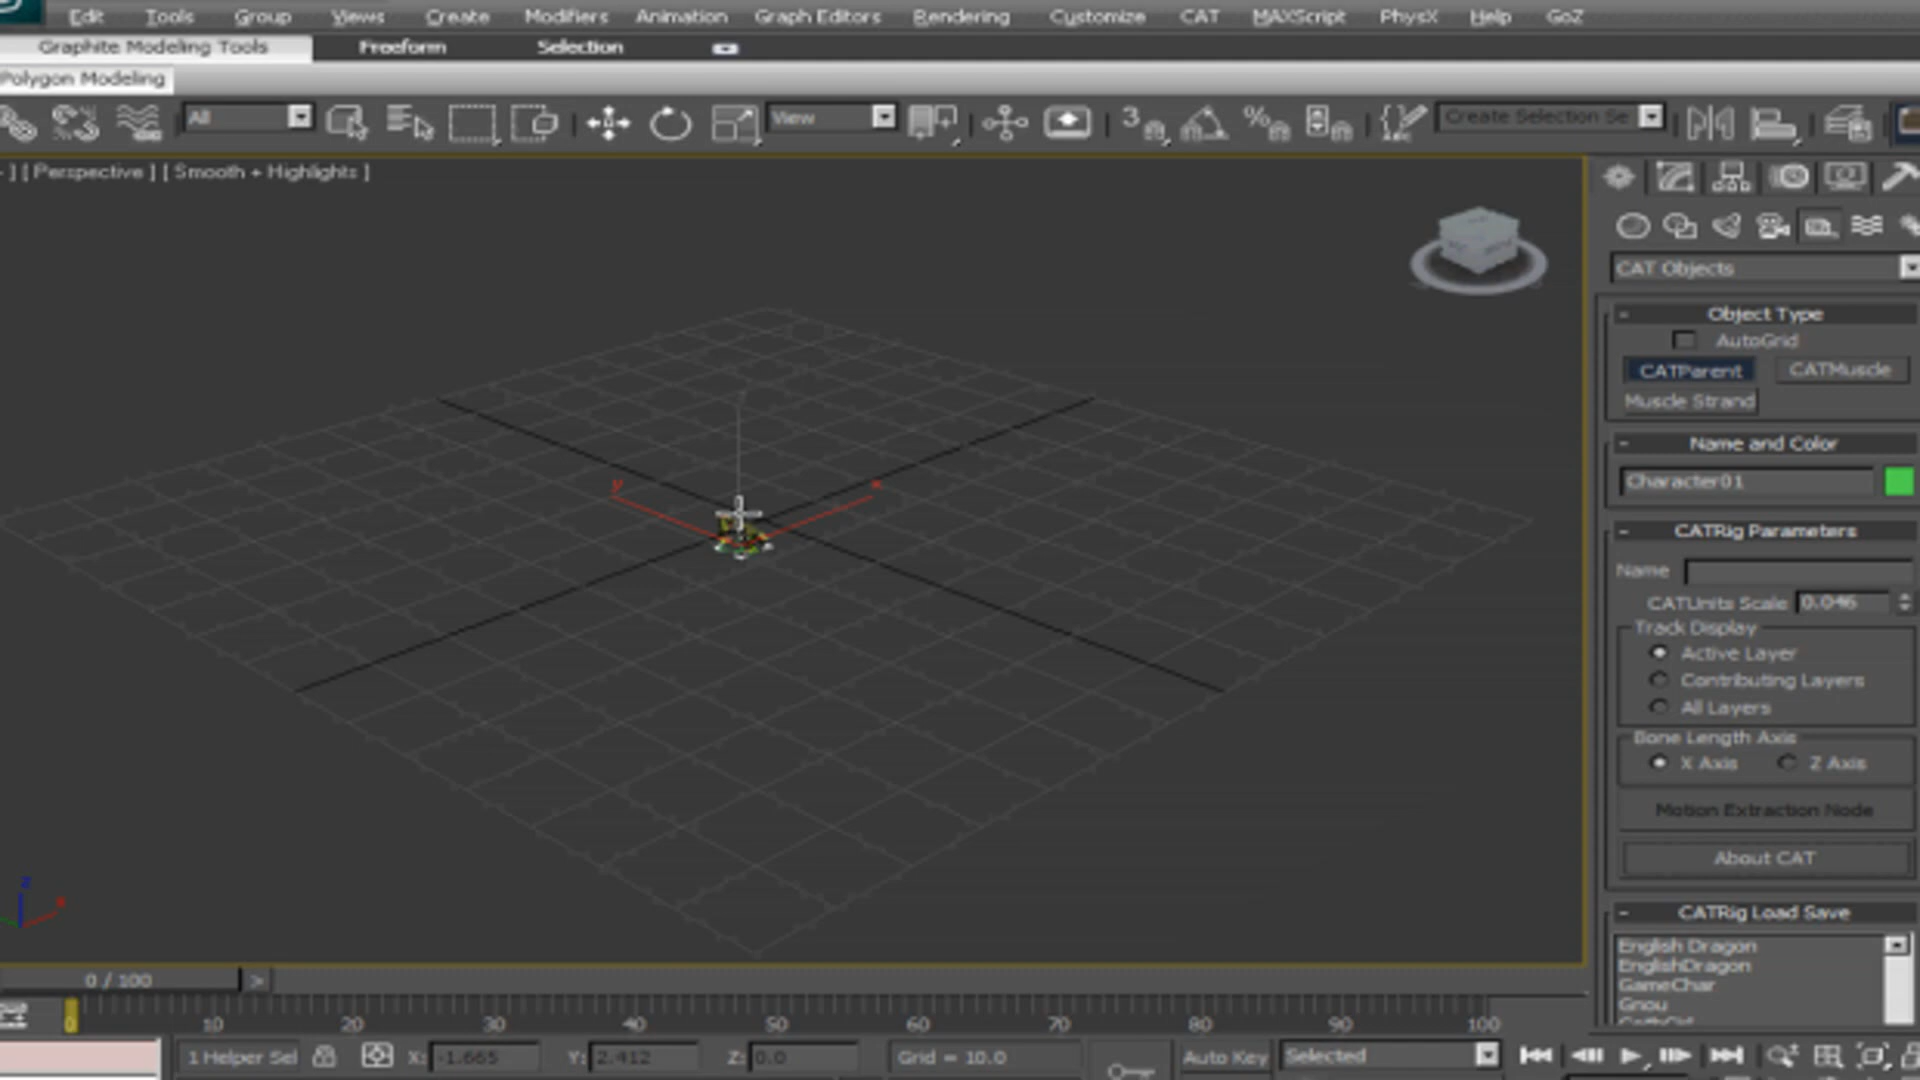 Edit Tools Group Views Create Modifiers Animation Graph Editors Rendering Customize CAT MAXScript PhysX Help GoZ
Graphite Modeling Tools Freeform Selection
Polygon Modeling
All View 3 % Create Selection Se
] [ Perspective ] [ Smooth + Highlights ]
CAT Objects
- Object Type
AutoGrid
CATParent CATMuscle
Muscle Strand
- Name and Color
Character01
- CATRig Parameters
Name
CATUnits Scale 0.046
Track Display
Active Layer
Contributing Layers
All Layers
Bone Length Axis
X Axis Z Axis
Motion Extraction Node
About CAT
- CATRig Load Save
English Dragon
EnglishDragon
GameChar
Gnou
y x
z x
0 / 100 >
0 10 20 30 40 50 60 70 80 90 100
1 Helper Sel X: -1.665 Y: 2.412 Z: 0.0 Grid = 10.0 Auto Key Selected